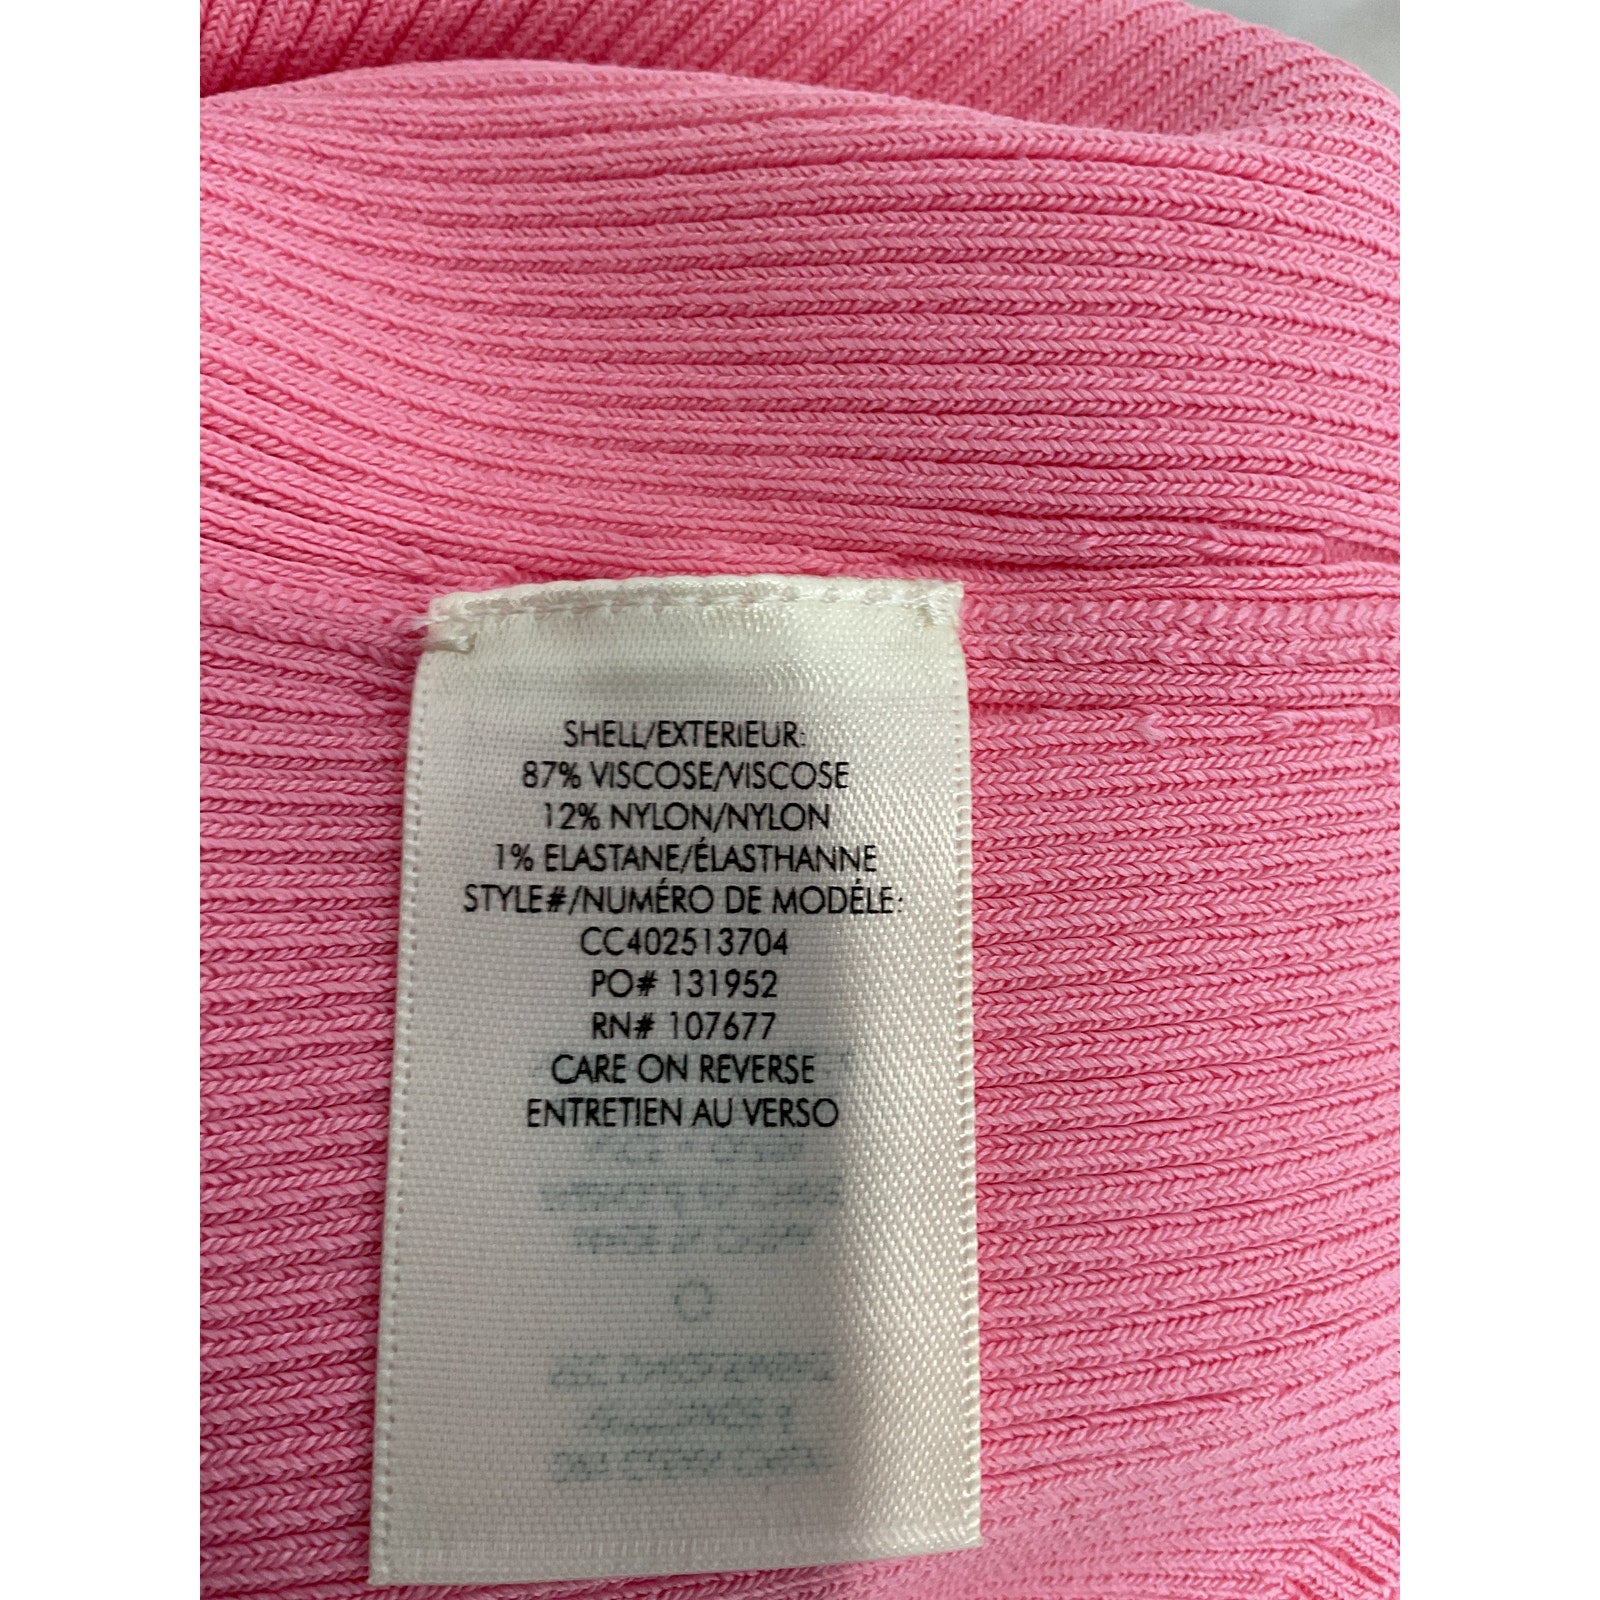 SHELL/EXTERIEUR:
87% VISCOSE/VISCOSE
12% NYLON/NYLON
1% ELASTANE/ÉLASTHANNE
STYLE#/NUMÉRO DE MODÉLE:
CC402513704
PO# 131952
RN# 107677
CARE ON REVERSE
ENTRETIEN AU VERSO